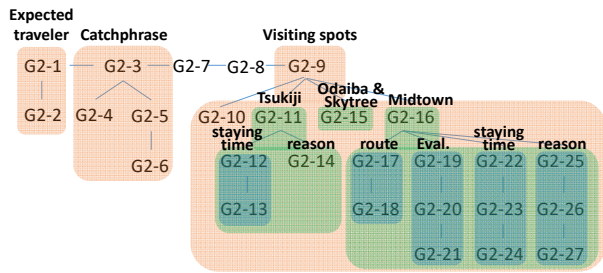 Expected
traveler Catchphrase Visiting spots
G2-1 G2-3 G2-7 G2-8 G2-9
Tsukiji Odaiba &
Skytree Midtown
G2-2 G2-4 G2-5 G2-10 G2-11 G2-15 G2-16
staying
time reason route Eval. staying
time reason
G2-6 G2-12 G2-14 G2-17 G2-19 G2-22 G2-25
G2-13 G2-18 G2-20 G2-23 G2-26
G2-21 G2-24 G2-27